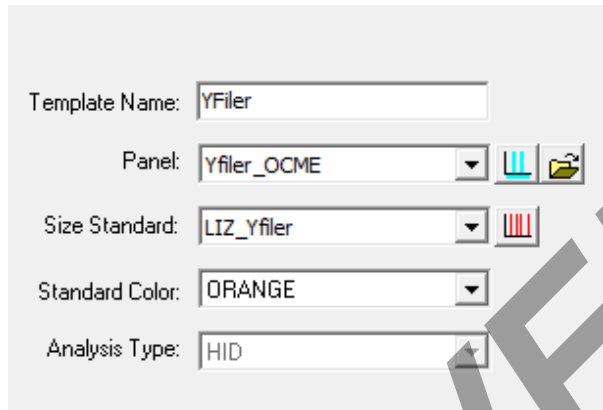 Template Name: YFiler
Panel: Yfiler_OCME
Size Standard: LIZ_Yfiler
Standard Color: ORANGE
Analysis Type: HID